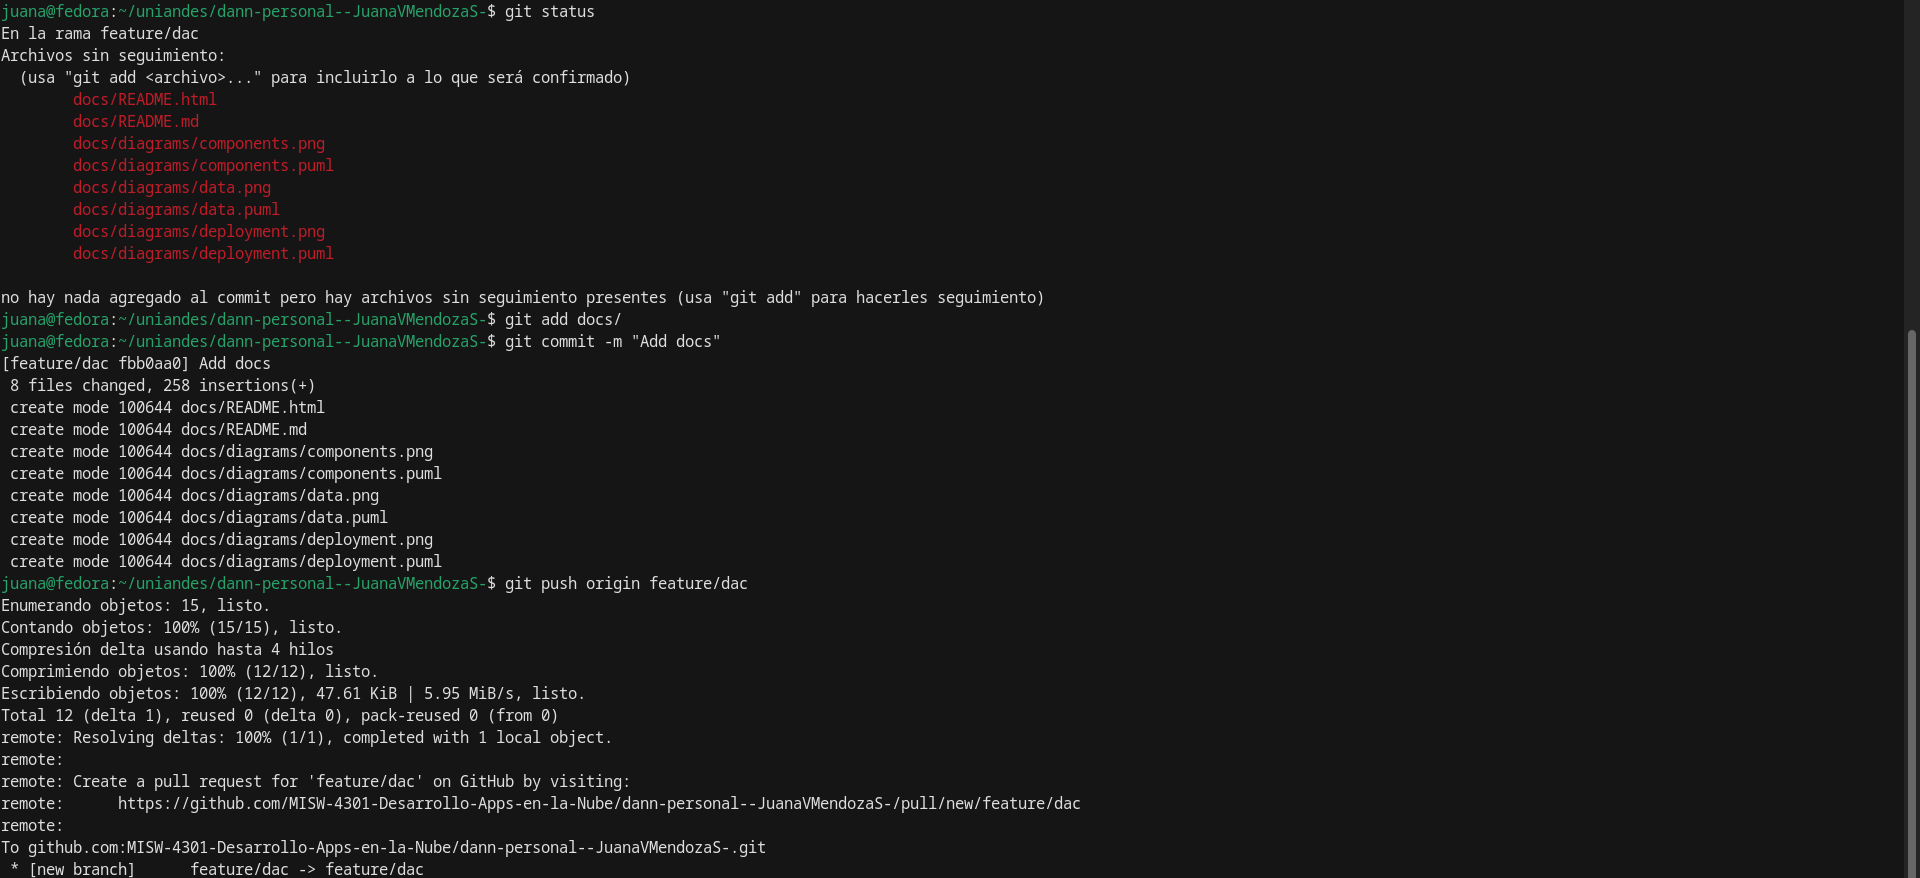 juana@fedora:~/uniandes/dann-personal--JuanaVMendozaS-$ git status
En la rama feature/dac
Archivos sin seguimiento:
  (usa "git add <archivo>..." para incluirlo a lo que será confirmado)
        docs/README.html
        docs/README.md
        docs/diagrams/components.png
        docs/diagrams/components.puml
        docs/diagrams/data.png
        docs/diagrams/data.puml
        docs/diagrams/deployment.png
        docs/diagrams/deployment.puml

no hay nada agregado al commit pero hay archivos sin seguimiento presentes (usa "git add" para hacerles seguimiento)
juana@fedora:~/uniandes/dann-personal--JuanaVMendozaS-$ git add docs/
juana@fedora:~/uniandes/dann-personal--JuanaVMendozaS-$ git commit -m "Add docs"
[feature/dac fbb0aa0] Add docs
 8 files changed, 258 insertions(+)
 create mode 100644 docs/README.html
 create mode 100644 docs/README.md
 create mode 100644 docs/diagrams/components.png
 create mode 100644 docs/diagrams/components.puml
 create mode 100644 docs/diagrams/data.png
 create mode 100644 docs/diagrams/data.puml
 create mode 100644 docs/diagrams/deployment.png
 create mode 100644 docs/diagrams/deployment.puml
juana@fedora:~/uniandes/dann-personal--JuanaVMendozaS-$ git push origin feature/dac
Enumerando objetos: 15, listo.
Contando objetos: 100% (15/15), listo.
Compresión delta usando hasta 4 hilos
Comprimiendo objetos: 100% (12/12), listo.
Escribiendo objetos: 100% (12/12), 47.61 KiB | 5.95 MiB/s, listo.
Total 12 (delta 1), reused 0 (delta 0), pack-reused 0 (from 0)
remote: Resolving deltas: 100% (1/1), completed with 1 local object.
remote:
remote: Create a pull request for 'feature/dac' on GitHub by visiting:
remote:      https://github.com/MISW-4301-Desarrollo-Apps-en-la-Nube/dann-personal--JuanaVMendozaS-/pull/new/feature/dac
remote:
To github.com:MISW-4301-Desarrollo-Apps-en-la-Nube/dann-personal--JuanaVMendozaS-.git
 * [new branch]      feature/dac -> feature/dac